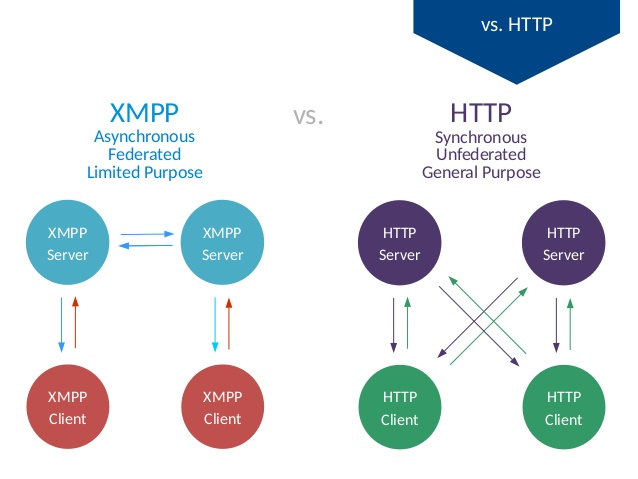 vs. HTTP
XMPP
Asynchronous
Federated
Limited Purpose
vs.
HTTP
Synchronous
Unfederated
General Purpose
XMPP
Server
XMPP
Server
HTTP
Server
HTTP
Server
XMPP
Client
XMPP
Client
HTTP
Client
HTTP
Client